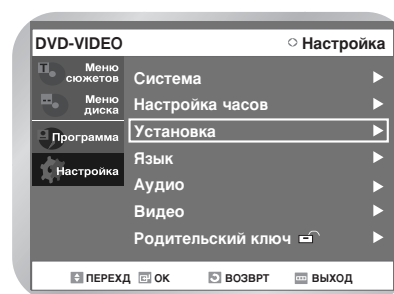 DVD-VIDEO
Настройка
Меню сюжетов
Меню диска
Программа
Настройка
Система
Настройка часов
Установка
Язык
Аудио
Видео
Родительский ключ
ПЕРЕХД OK ВОЗВРТ ВЫХОД